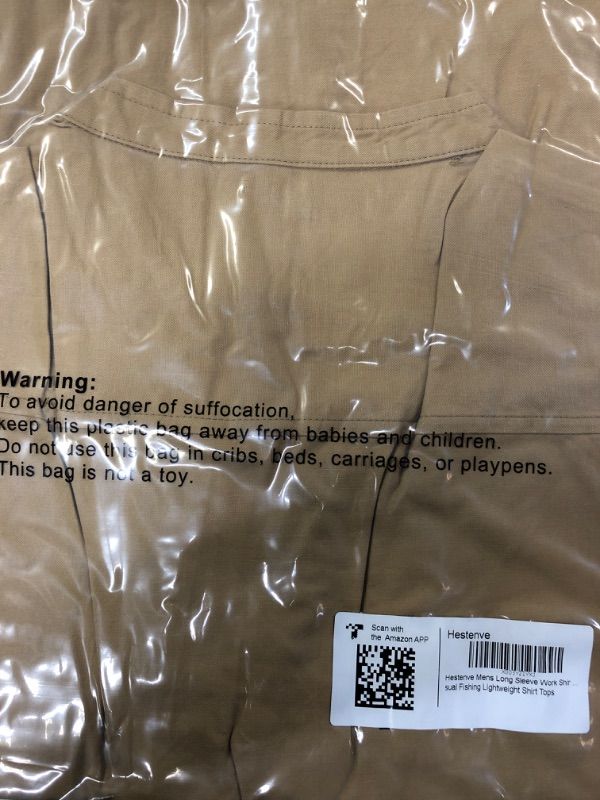 Warning:
To avoid danger of suffocation,
keep this plastic bag away from babies and children.
Do not use this bag in cribs, beds, carriages, or playpens.
This bag is not a toy.
Scan with
the Amazon APP
Hestenve
Hestenve Mens Long Sleeve Work Shir...
sual Fishing Lightweight Shirt Tops